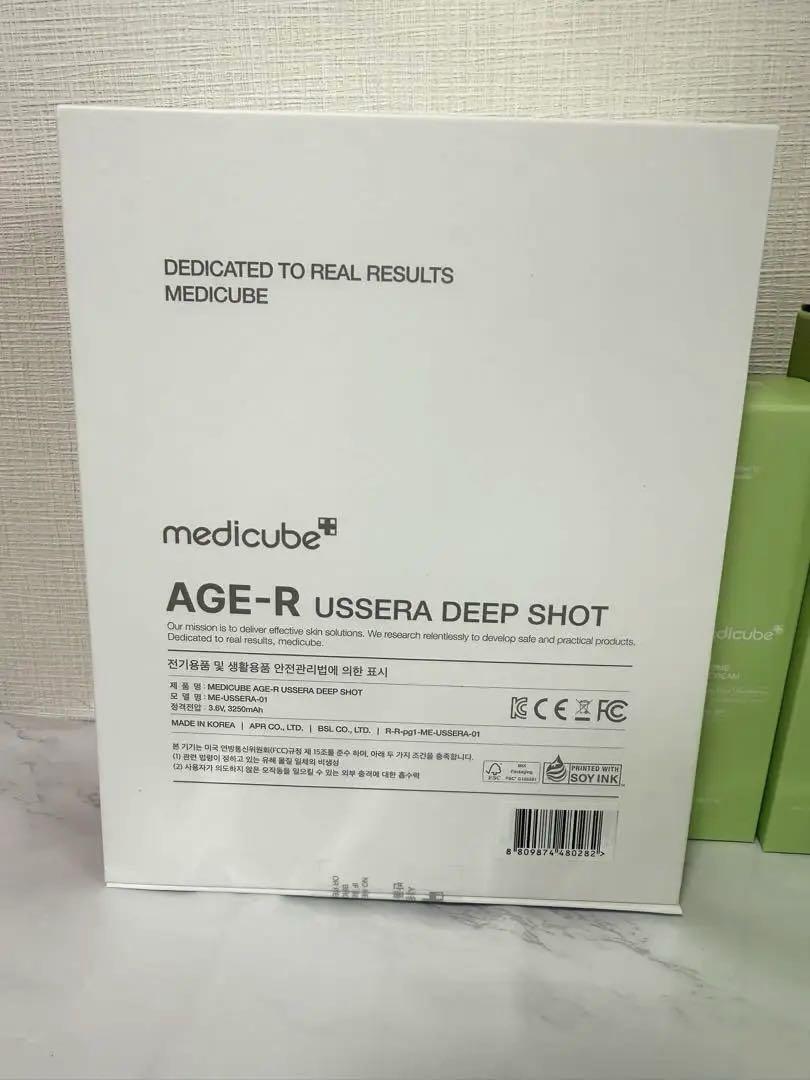 DEDICATED TO REAL RESULTS
MEDICUBE
medicube
AGE-R USSERA DEEP SHOT
Our mission is to deliver effective skin solutions. We research relentlessly to develop safe and practical products.
Dedicated to real results, medicube.
전기용품 및 생활용품 안전관리법에 의한 표시
제 품 명 : MEDICUBE AGE-R USSERA DEEP SHOT
모 델 명 : ME-USSERA-01
정격전압 : 3.6V, 3250mAh
MADE IN KOREA | APR CO., LTD. | BSL CO., LTD. | R-R-pg1-ME-USSERA-01
본 기기는 미국 연방통신위원회(FCC)규정 제 15조를 준수 하며, 아래 두 가지 조건을 충족합니다.
(1) 관련 법령이 정하고 있는 유해 물질 일체의 비생성
(2) 사용자가 의도하지 않은 오작동을 일으킬 수 있는 외부 충격에 대한 흡수력
KC CE FC
FSC
MIX
Packaging
PRINTED WITH
SOY INK
8 809874 480282 >
dicube
CREAM